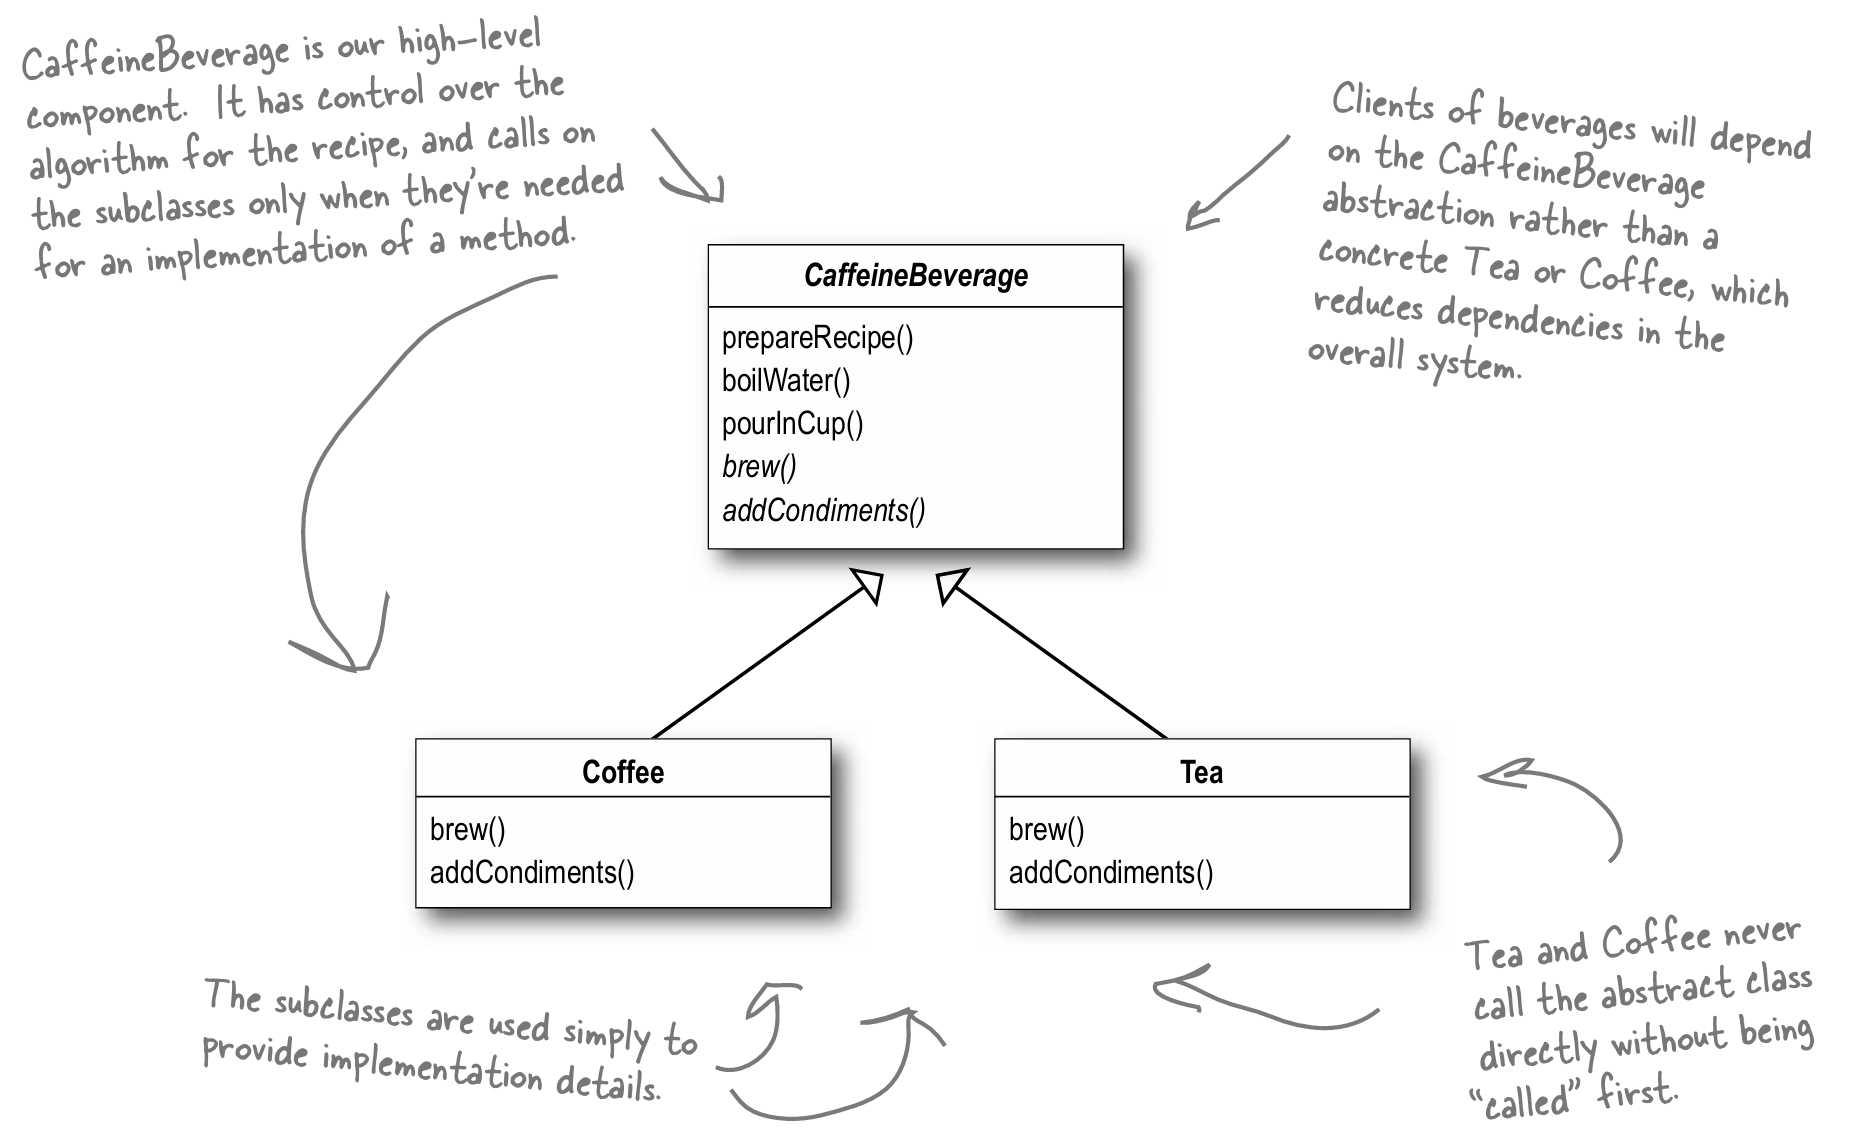 CaffeineBeverage is our high-level
component. It has control over the
algorithm for the recipe, and calls on
the subclasses only when they're needed
for an implementation of a method.
Clients of beverages will depend
on the CaffeineBeverage
abstraction rather than a
concrete Tea or Coffee, which
reduces dependencies in the
overall system.
CaffeineBeverage
prepareRecipe()
boilWater()
pourInCup()
brew()
addCondiments()
Coffee
brew()
addCondiments()
Tea
brew()
addCondiments()
The subclasses are used simply to
provide implementation details.
Tea and Coffee never
call the abstract class
directly without being
“called” first.